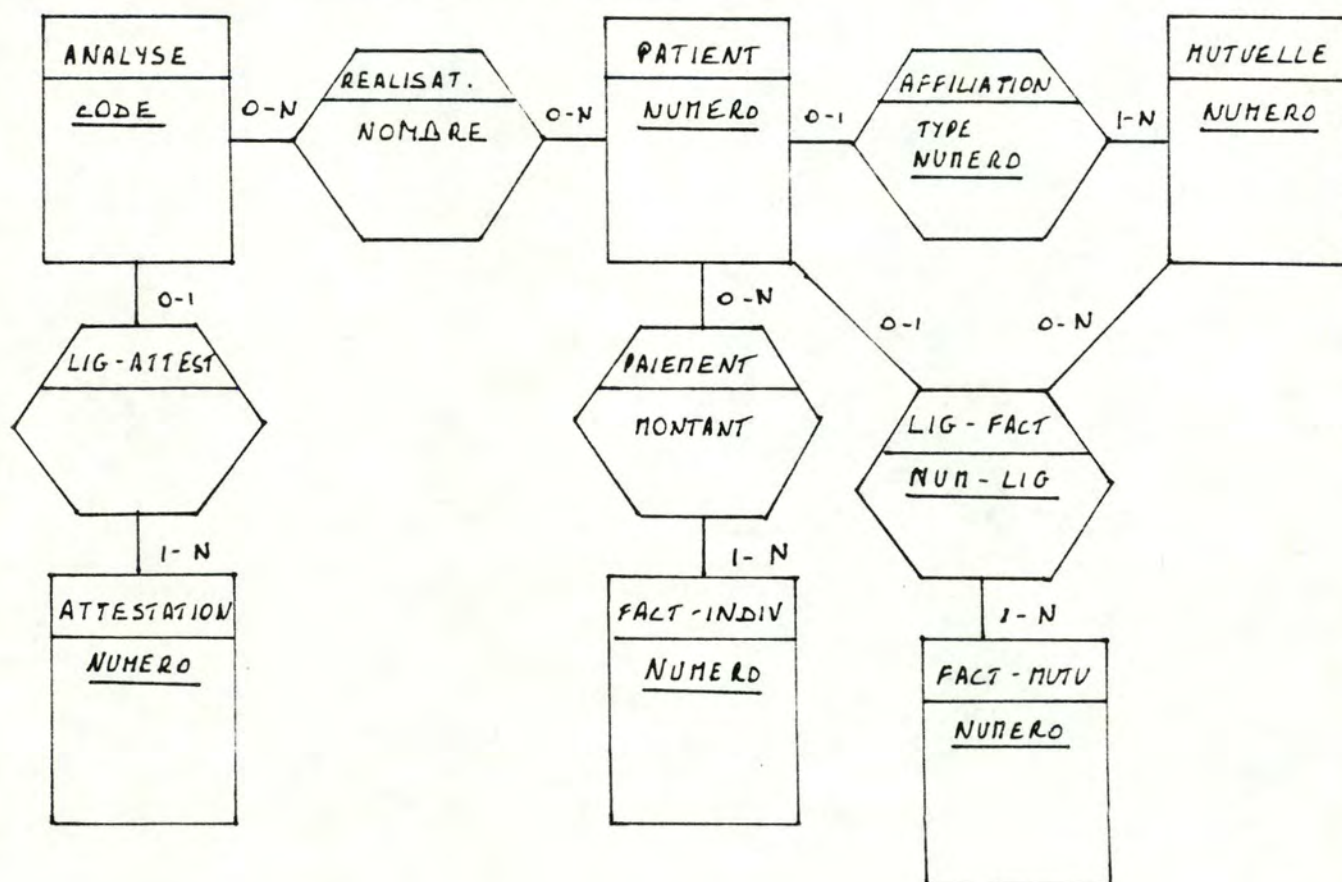 ANALYSE
CODE
0-N
REALISAT.
NOMBRE
0-N
PATIENT
NUMERO
0-1
AFFILIATION
TYPE
NUMERO
1-N
MUTUELLE
NUMERO
0-1
LIG-ATTEST
1-N
ATTESTATION
NUMERO
0-N
PAIEMENT
MONTANT
1-N
FACT-INDIV
NUMERO
0-1
0-N
LIG-FACT
NUM-LIG
1-N
FACT-MUTU
NUMERO